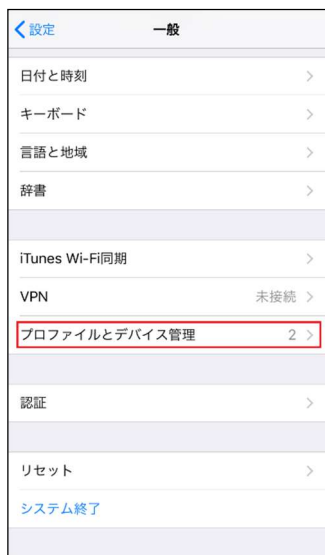 設定 一般
日付と時刻
キーボード
言語と地域
辞書
iTunes Wi-Fi同期
VPN 未接続
プロファイルとデバイス管理 2
認証
リセット
システム終了